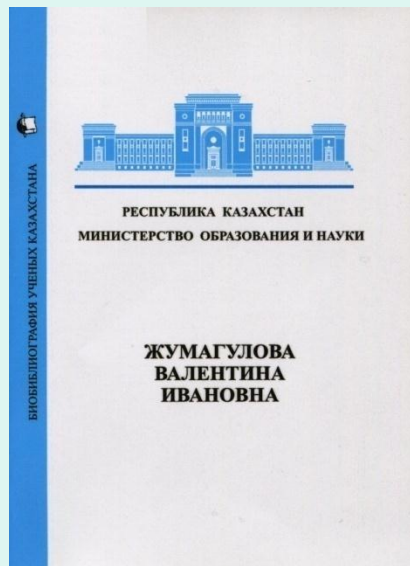 БИОБИБЛИОГРАФИЯ УЧЕНЫХ КАЗАХСТАНА
РЕСПУБЛИКА КАЗАХСТАН
МИНИСТЕРСТВО ОБРАЗОВАНИЯ И НАУКИ
ЖУМАГУЛОВА
ВАЛЕНТИНА
ИВАНОВНА